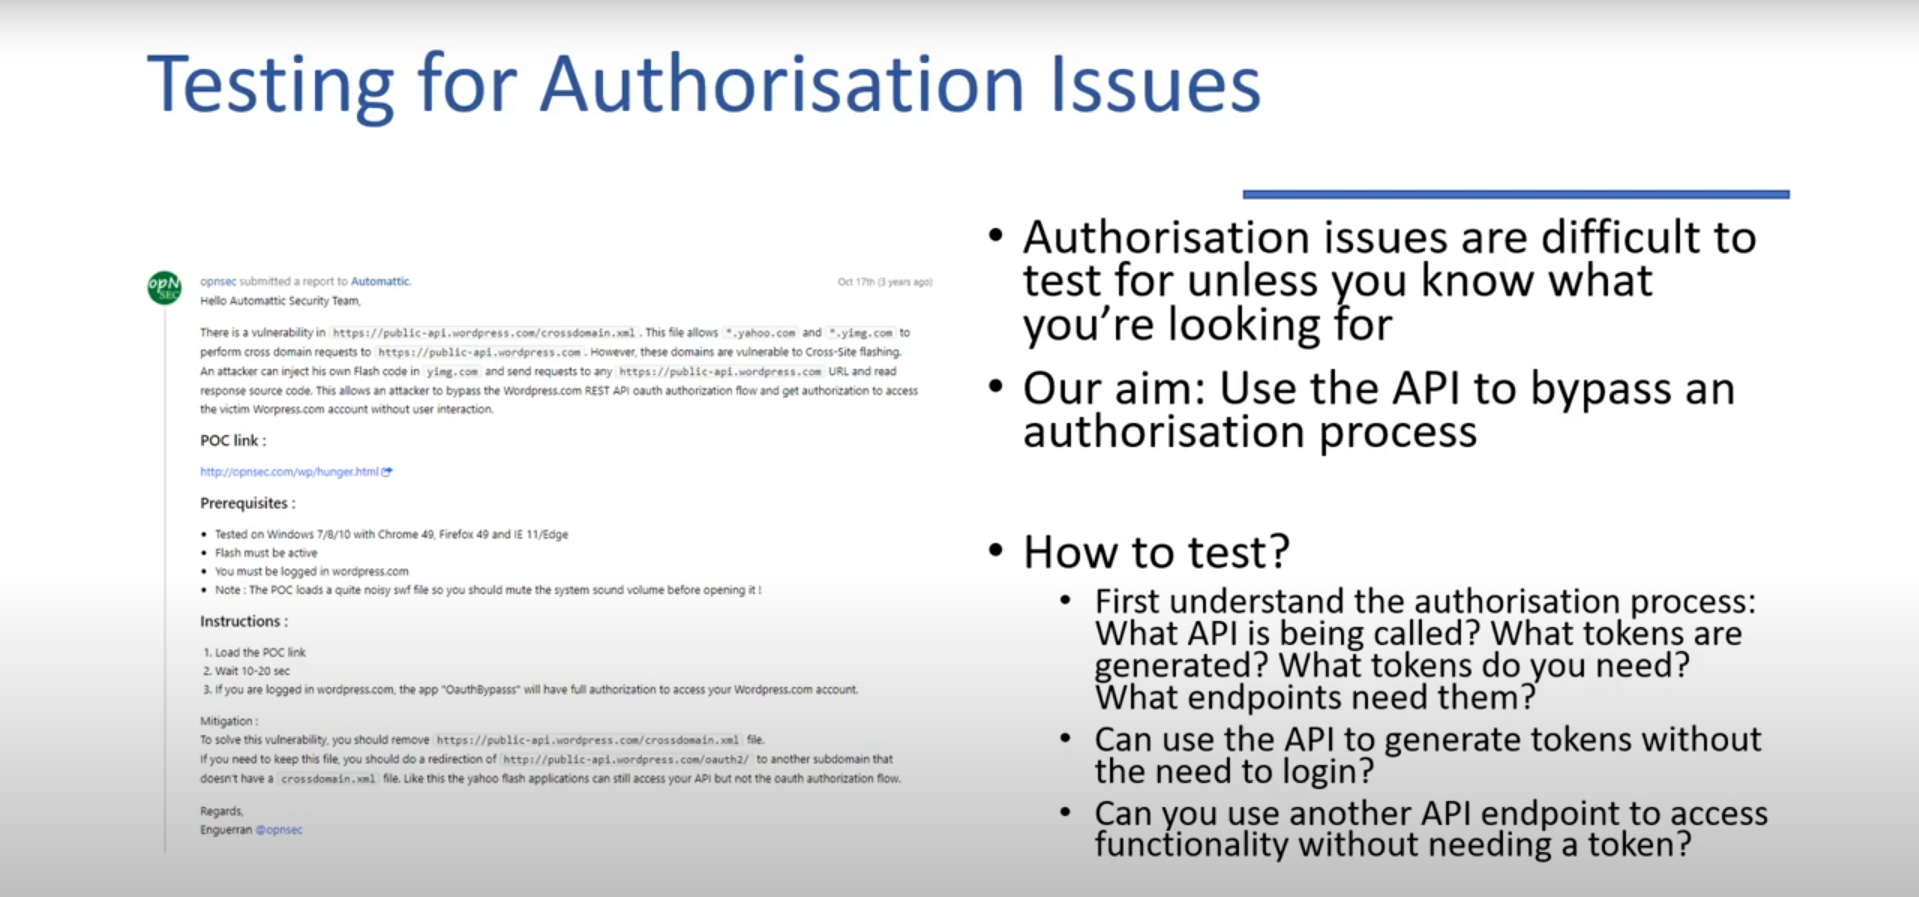 Testing for Authorisation Issues
opN
SEC
opnsec submitted a report to Automattic.
Oct 17th (3 years ago)
Hello Automattic Security Team,
There is a vulnerability in https://public-api.wordpress.com/crossdomain.xml . This file allows *.yahoo.com and *.yimg.com to
perform cross domain requests to https://public-api.wordpress.com . However, these domains are vulnerable to Cross-Site flashing.
An attacker can inject his own Flash code in yimg.com and send requests to any https://public-api.wordpress.com URL and read
response source code. This allows an attacker to bypass the Wordpress.com REST API oauth authorization flow and get authorization to access
the victim Worpress.com account without user interaction.
POC link :
http://opnsec.com/wp/hunger.html
Prerequisites :
• Tested on Windows 7/8/10 with Chrome 49, Firefox 49 and IE 11/Edge
• Flash must be active
• You must be logged in wordpress.com
• Note : The POC loads a quite noisy swf file so you should mute the system sound volume before opening it !
Instructions :
1. Load the POC link
2. Wait 10-20 sec
3. If you are logged in wordpress.com, the app "OauthBypasss" will have full authorization to access your Wordpress.com account.
Mitigation :
To solve this vulnerability, you should remove https://public-api.wordpress.com/crossdomain.xml file.
If you need to keep this file, you should do a redirection of http://public-api.wordpress.com/oauth2/ to another subdomain that
doesn't have a crossdomain.xml file. Like this the yahoo flash applications can still access your API but not the oauth authorization flow.
Regards,
Enguerran @opnsec
• Authorisation issues are difficult to
test for unless you know what
you're looking for
• Our aim: Use the API to bypass an
authorisation process
• How to test?
• First understand the authorisation process:
What API is being called? What tokens are
generated? What tokens do you need?
What endpoints need them?
• Can use the API to generate tokens without
the need to login?
• Can you use another API endpoint to access
functionality without needing a token?